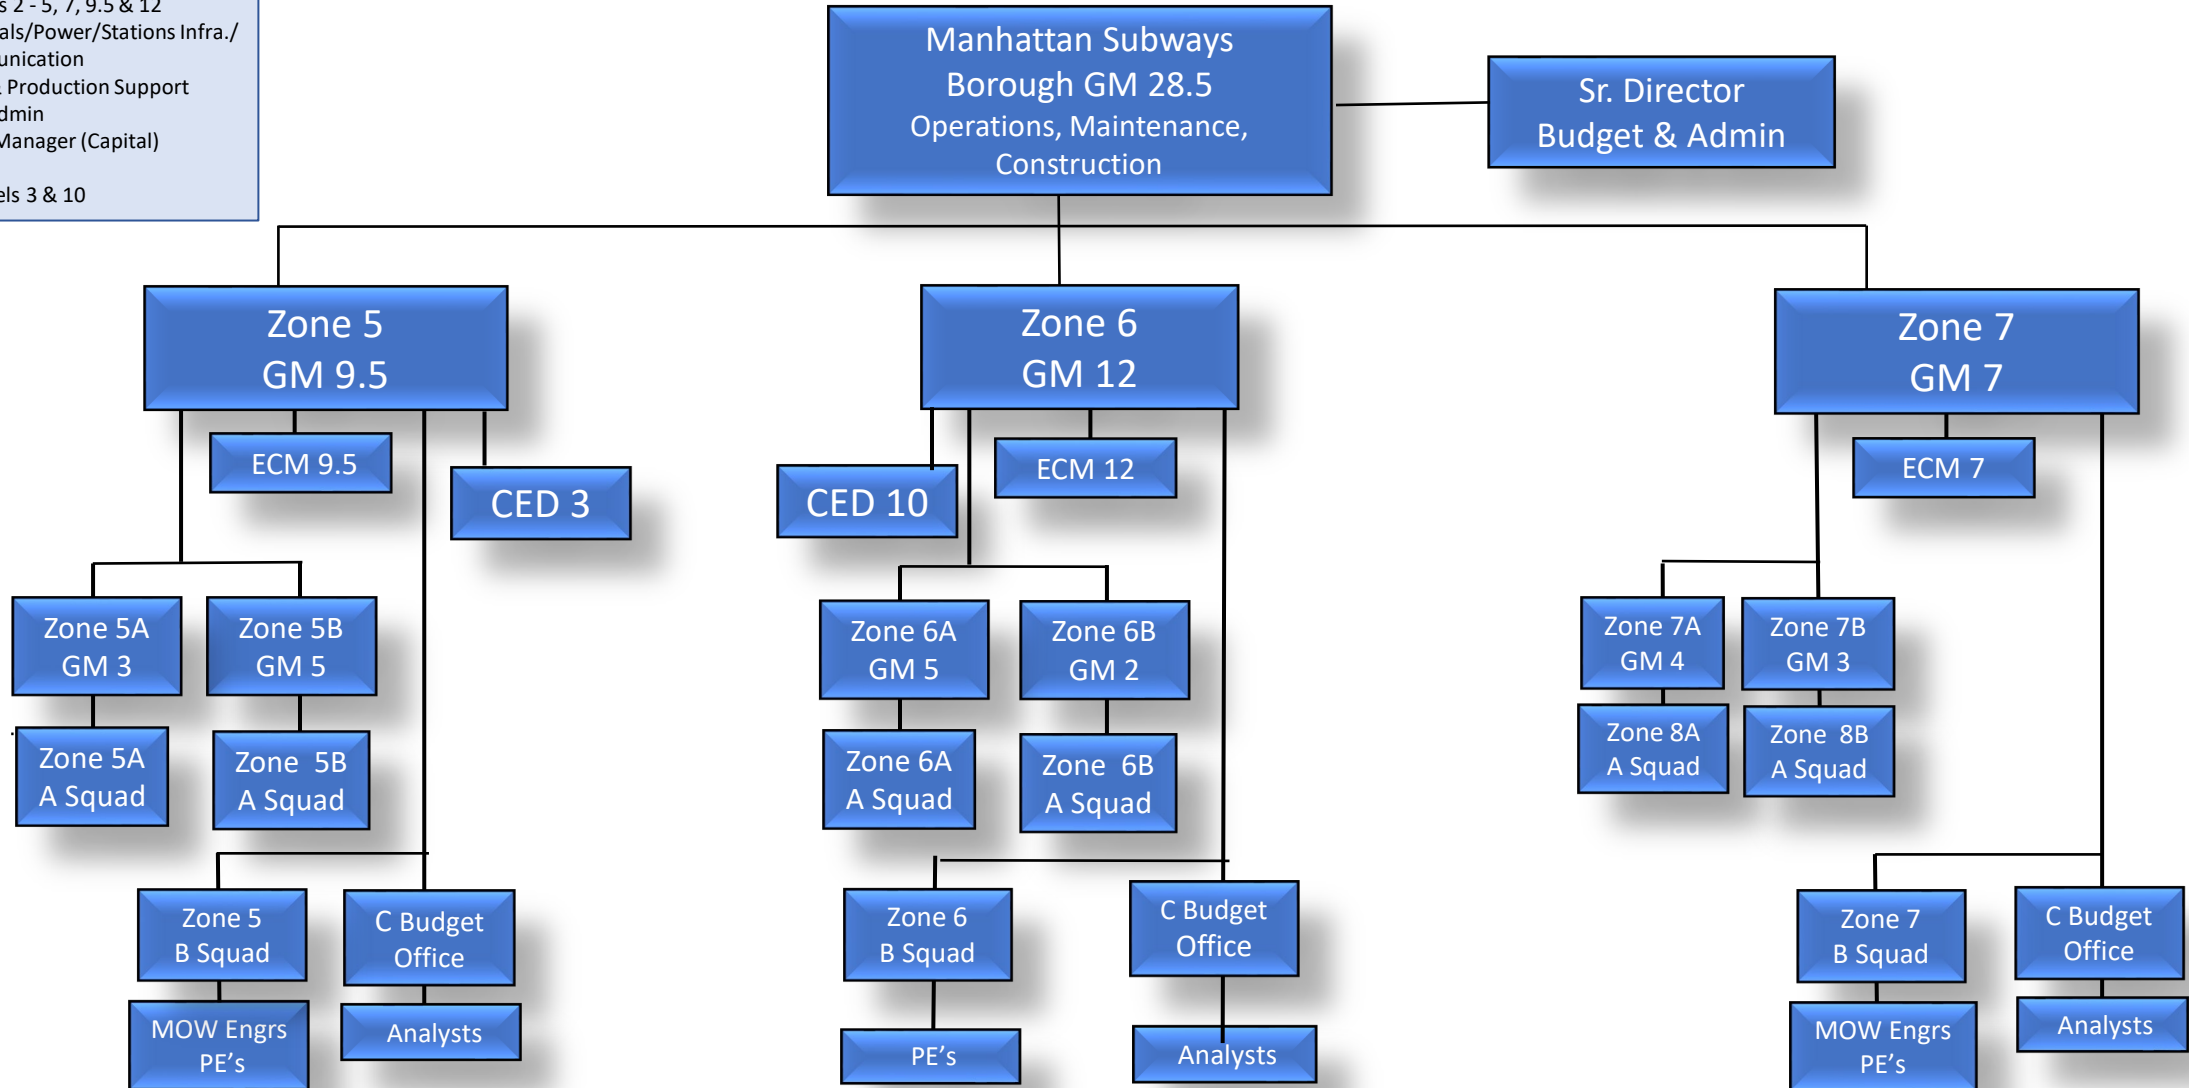 s 2 - 5, 7, 9.5 & 12
als/Power/Stations Infra./
unication
Production Support
dmin
Manager (Capital)
els 3 & 10
Manhattan Subways
Borough GM 28.5
Operations, Maintenance,
Construction
Sr. Director
Budget & Admin
Zone 5
GM 9.5
Zone 6
GM 12
Zone 7
GM 7
ECM 9.5
CED 3
CED 10
ECM 12
ECM 7
Zone 5A
GM 3
Zone 5B
GM 5
Zone 6A
GM 5
Zone 6B
GM 2
Zone 7A
GM 4
Zone 7B
GM 3
Zone 5A
A Squad
Zone 5B
A Squad
Zone 6A
A Squad
Zone 6B
A Squad
Zone 8A
A Squad
Zone 8B
A Squad
Zone 5
B Squad
C Budget
Office
Zone 6
B Squad
C Budget
Office
Zone 7
B Squad
C Budget
Office
MOW Engrs
PE’s
Analysts
PE’s
Analysts
MOW Engrs
PE’s
Analysts